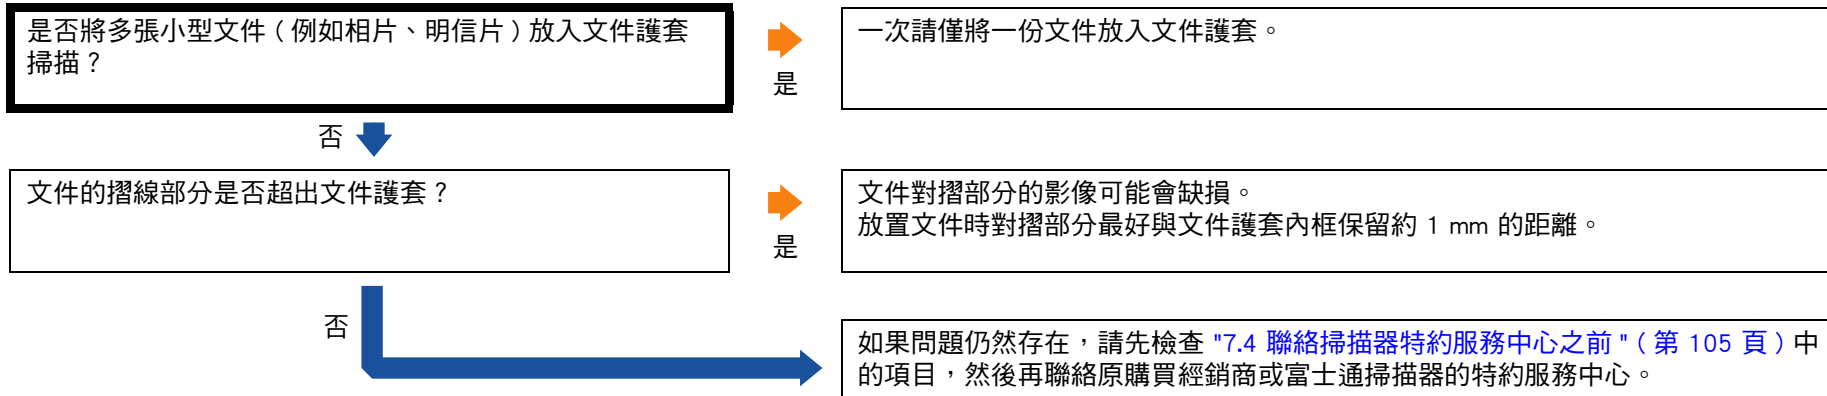 是否將多張小型文件 ( 例如相片、明信片 ) 放入文件護套
掃描？
是
一次請僅將一份文件放入文件護套。
否
文件的摺線部分是否超出文件護套？
是
文件對摺部分的影像可能會缺損。
放置文件時對摺部分最好與文件護套內框保留約 1 mm 的距離。
否
如果問題仍然存在，請先檢查 "7.4 聯絡掃描器特約服務中心之前 " ( 第 105 頁 ) 中
的項目，然後再聯絡原購買經銷商或富士通掃描器的特約服務中心。